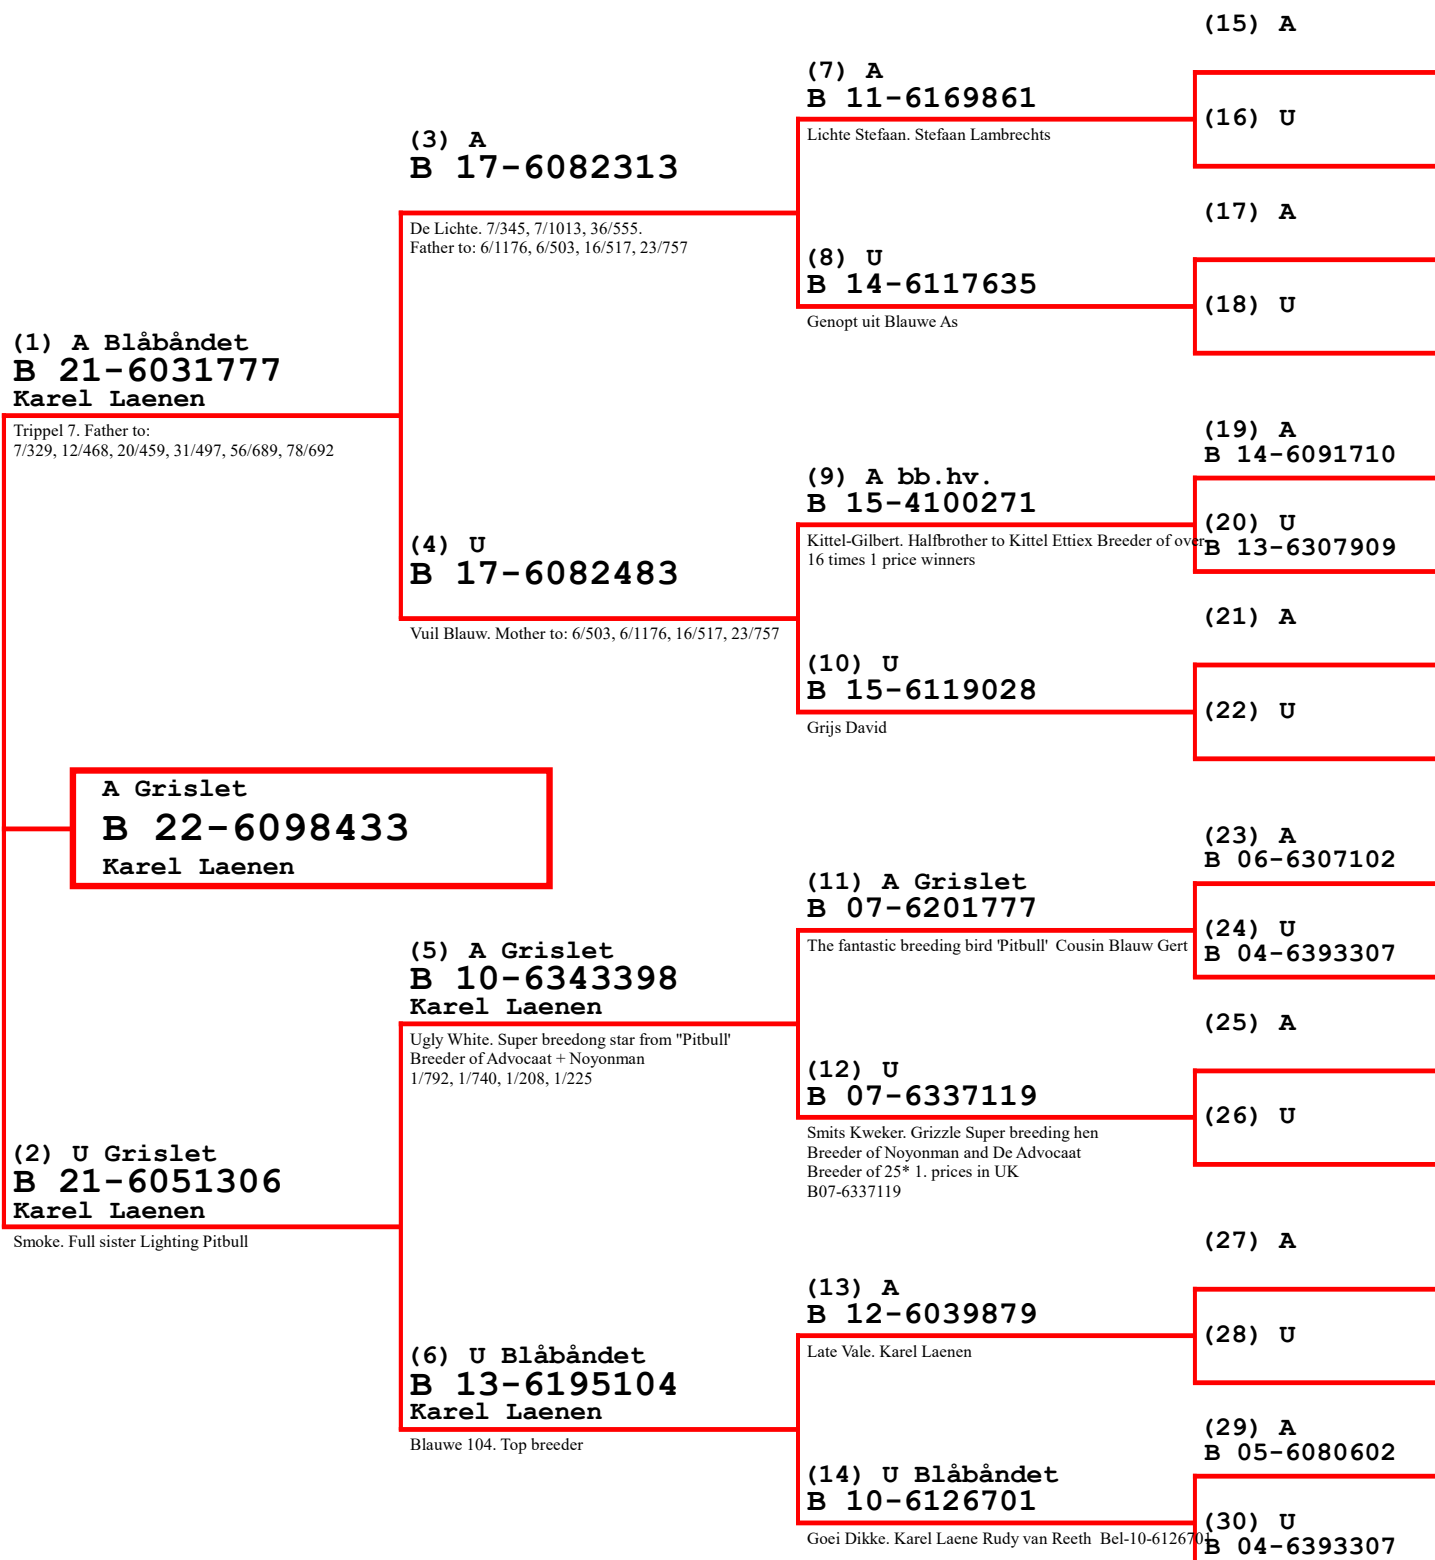 (15) A
(7) A
B 11-6169861
Lichte Stefaan. Stefaan Lambrechts
(16) U
(3) A
B 17-6082313
De Lichte. 7/345, 7/1013, 36/555.
Father to: 6/1176, 6/503, 16/517, 23/757
(17) A
(8) U
B 14-6117635
Genopt uit Blauwe As
(18) U
(1) A Blåbåndet
B 21-6031777
Karel Laenen
Trippel 7. Father to:
7/329, 12/468, 20/459, 31/497, 56/689, 78/692
(19) A
B 14-6091710
(9) A bb.hv.
B 15-4100271
Kittel-Gilbert. Halfbrother to Kittel Ettiex Breeder of over
16 times 1 price winners
(20) U
B 13-6307909
(4) U
B 17-6082483
Vuil Blauw. Mother to: 6/503, 6/1176, 16/517, 23/757
(21) A
(10) U
B 15-6119028
Grijs David
(22) U
A Grislet
B 22-6098433
Karel Laenen
(23) A
B 06-6307102
(11) A Grislet
B 07-6201777
The fantastic breeding bird 'Pitbull' Cousin Blauw Gert
(24) U
B 04-6393307
(5) A Grislet
B 10-6343398
Karel Laenen
Ugly White. Super breedong star from "Pitbull'
Breeder of Advocaat + Noyonman
1/792, 1/740, 1/208, 1/225
(25) A
(12) U
B 07-6337119
Smits Kweker. Grizzle Super breeding hen
Breeder of Noyonman and De Advocaat
Breeder of 25* 1. prices in UK
B07-6337119
(26) U
(2) U Grislet
B 21-6051306
Karel Laenen
Smoke. Full sister Lighting Pitbull
(27) A
(13) A
B 12-6039879
Late Vale. Karel Laenen
(28) U
(6) U Blåbåndet
B 13-6195104
Karel Laenen
Blauwe 104. Top breeder
(29) A
B 05-6080602
(14) U Blåbåndet
B 10-6126701
Goei Dikke. Karel Laene Rudy van Reeth Bel-10-6126701
(30) U
B 04-6393307